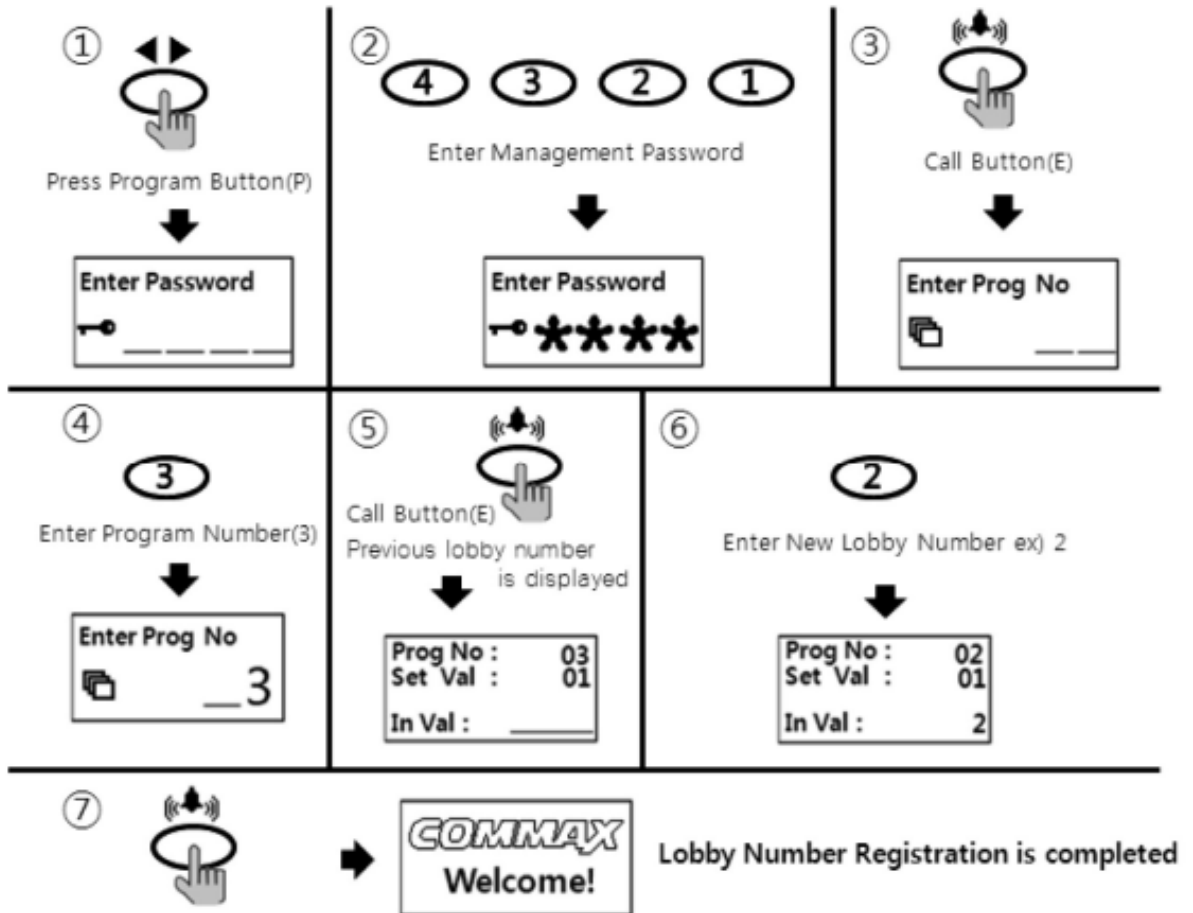 ①
Press Program Button(P)
Enter Password
②
4 3 2 1
Enter Management Password
Enter Password
③
Call Button(E)
Enter Prog No
④
3
Enter Program Number(3)
Enter Prog No
_3
⑤
Call Button(E)
Previous lobby number
is displayed
Prog No : 03
Set Val : 01
In Val :
⑥
2
Enter New Lobby Number ex) 2
Prog No : 02
Set Val : 01
In Val : 2
⑦
COMMAX
Welcome!
Lobby Number Registration is completed